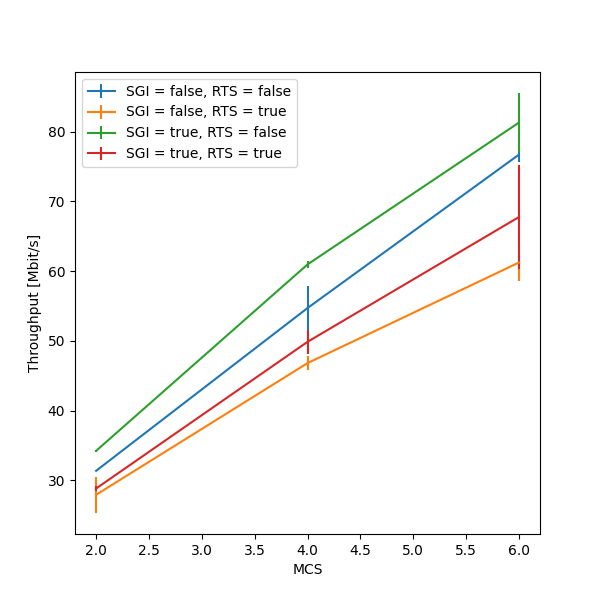 SGI = false, RTS = false
SGI = false, RTS = true
SGI = true, RTS = false
SGI = true, RTS = true
Throughput [Mbit/s]
80
70
60
50
40
30
2.0 2.5 3.0 3.5 4.0 4.5 5.0 5.5 6.0
MCS